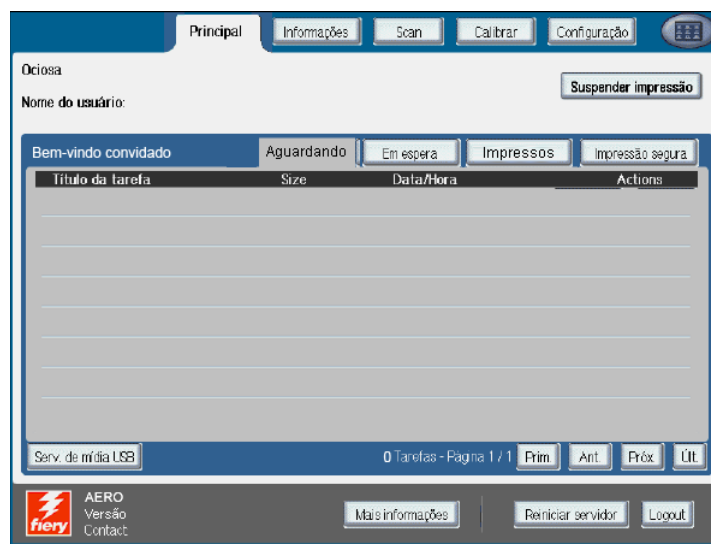 Principal Informações Scan Calibrar Configuração
Ociosa
Suspender impressão
Nome do usuário:
Bem-vindo convidado Aguardando Em espera Impressos Impressão segura
Título da tarefa Size Data/Hora Actions
Serv. de mídia USB 0 Tarefas - Página 1 / 1 Prim. Ant. Próx. Últ.
fiery
AERO
Versão
Contact
Mais informações Reiniciar servidor Logout